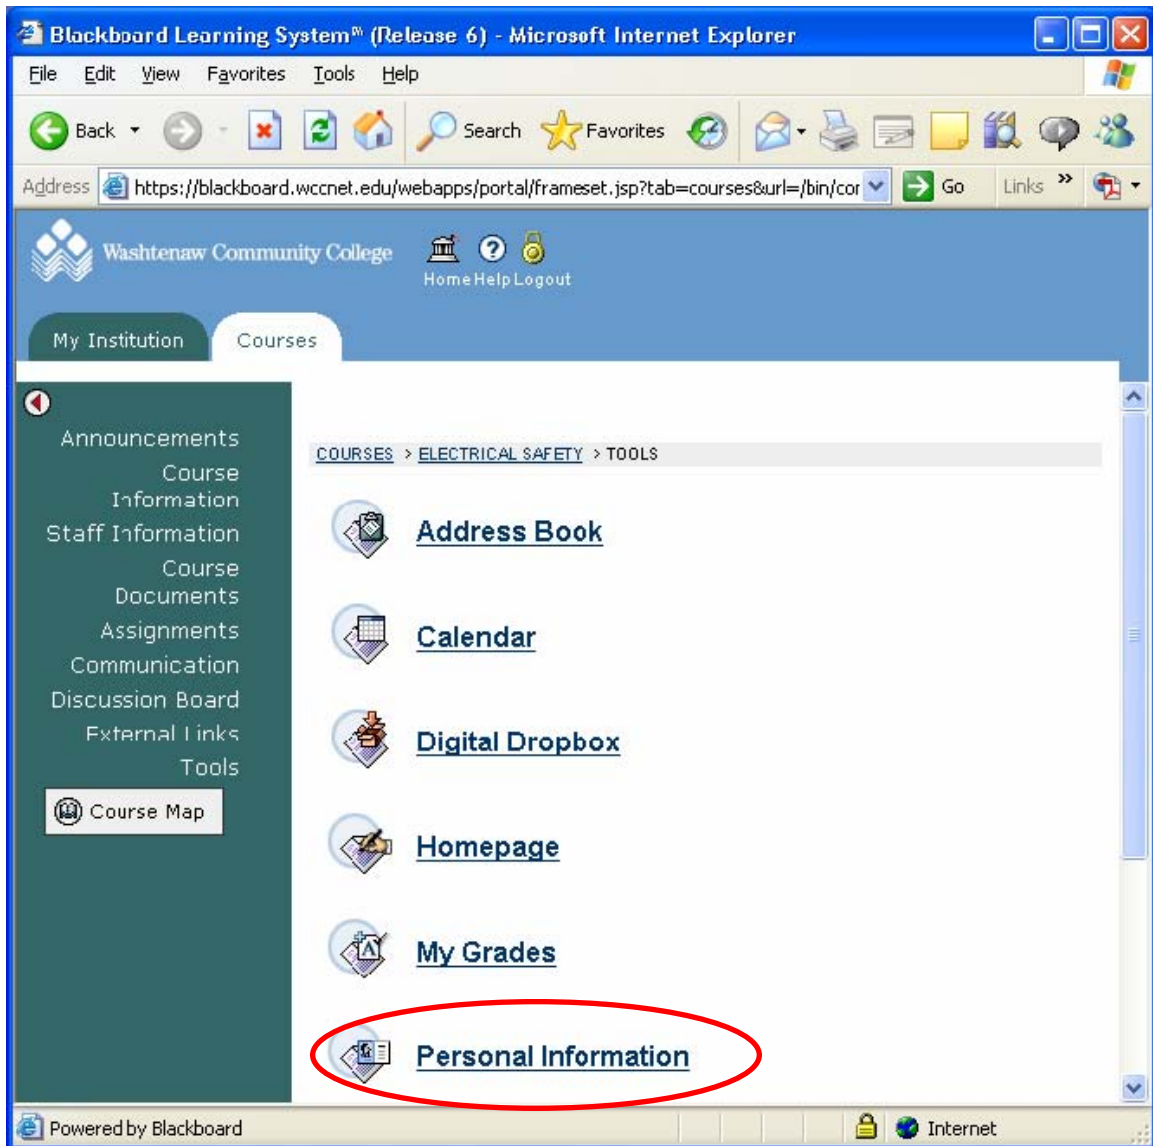 Blackboard Learning System™ (Release 6) - Microsoft Internet Explorer
File Edit View Favorites Tools Help
Back Search Favorites
Address https://blackboard.wccnet.edu/webapps/portal/frameset.jsp?tab=courses&url=/bin/cor Go Links »
Washtenaw Community College
Home Help Logout
My Institution Courses
Announcements
Course
Information
Staff Information
Course
Documents
Assignments
Communication
Discussion Board
External Links
Tools
Course Map
COURSES > ELECTRICAL SAFETY > TOOLS
Address Book
Calendar
Digital Dropbox
Homepage
My Grades
Personal Information
Powered by Blackboard Internet